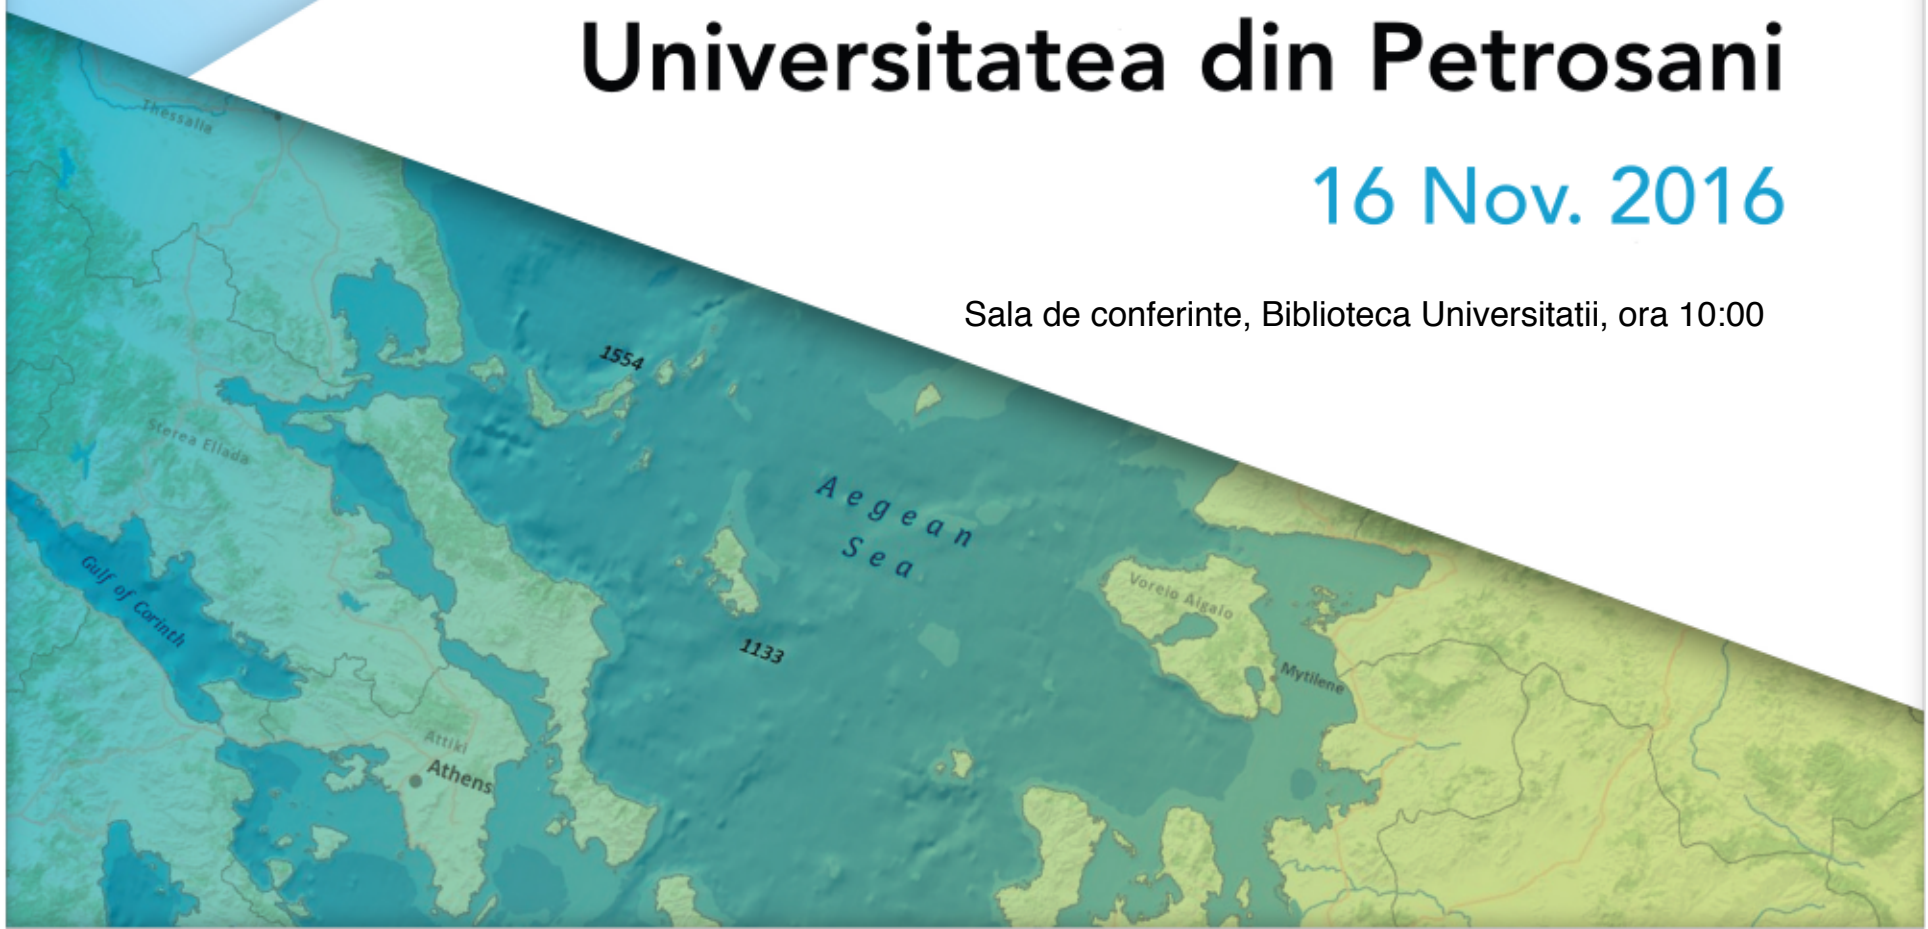 Universitatea din Petrosani
16 Nov. 2016
Sala de conferinte, Biblioteca Universitatii, ora 10:00
Thessalia
1554
Sterea Ellada
Aegean
Sea
Gulf of Corinth
Voreio Aigaio
1133
Mytilene
Attiki
Athens